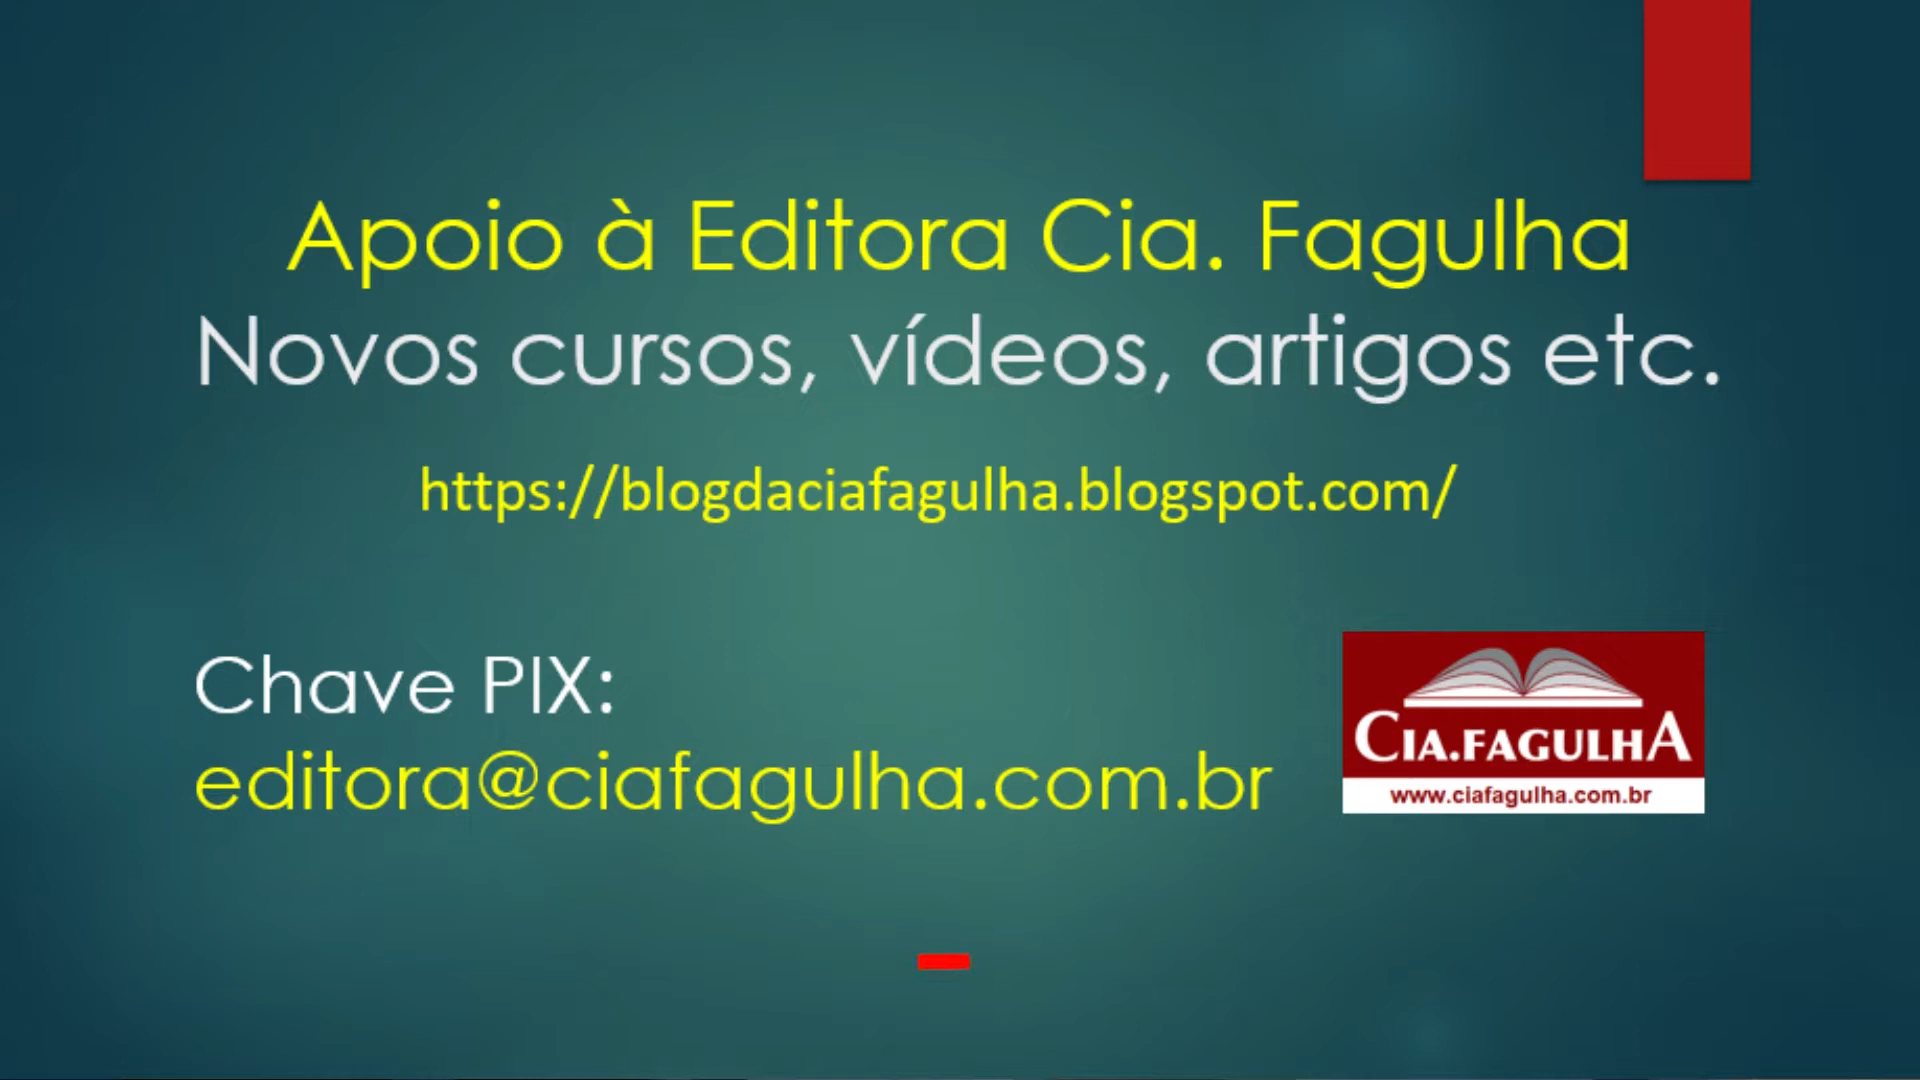 Apoio à Editora Cia. Fagulha
Novos cursos, vídeos, artigos etc.
https://blogdaciafagulha.blogspot.com/
Chave PIX:
editora@ciafagulha.com.br
CIA.FAGULHA
www.ciafagulha.com.br